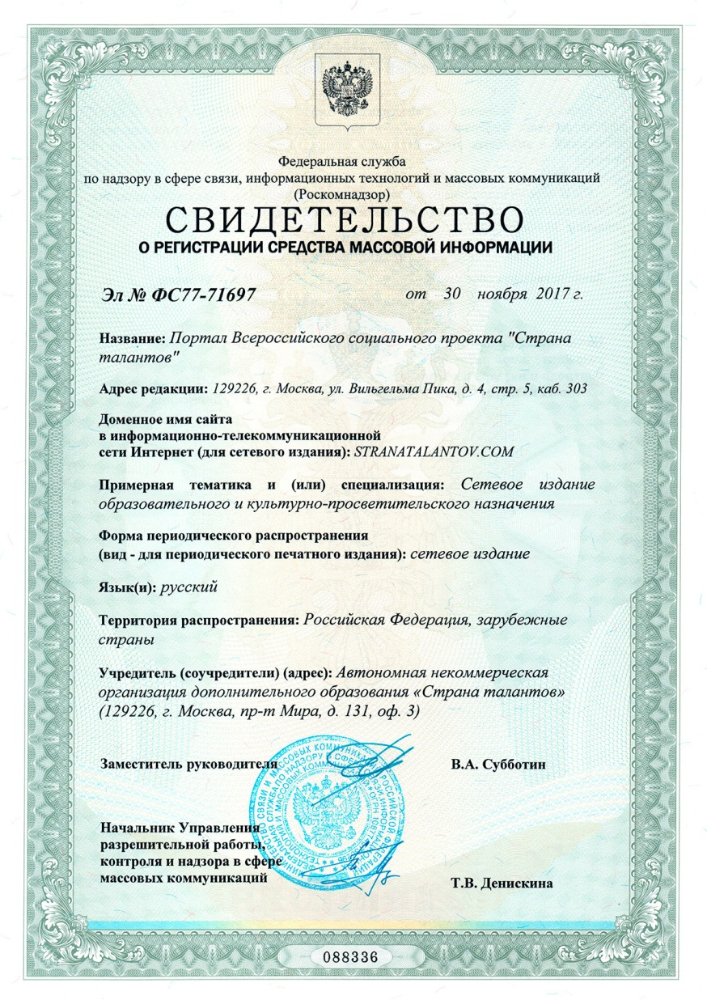 Федеральная служба
по надзору в сфере связи, информационных технологий и массовых коммуникаций
(Роскомнадзор)
СВИДЕТЕЛЬСТВО
О РЕГИСТРАЦИИ СРЕДСТВА МАССОВОЙ ИНФОРМАЦИИ
Эл № ФС77-71697 от 30 ноября 2017 г.
Название: Портал Всероссийского социального проекта "Страна
талантов"
Адрес редакции: 129226, г. Москва, ул. Вильгельма Пика, д. 4, стр. 5, каб. 303
Доменное имя сайта
в информационно-телекоммуникационной
сети Интернет (для сетевого издания): STRANATALANTOV.COM
Примерная тематика и (или) специализация: Сетевое издание
образовательного и культурно-просветительского назначения
Форма периодического распространения
(вид - для периодического печатного издания): сетевое издание
Язык(и): русский
Территория распространения: Российская Федерация, зарубежные
страны
Учредитель (соучредители) (адрес): Автономная некоммерческая
организация дополнительного образования «Страна талантов»
(129226, г. Москва, пр-т Мира, д. 131, оф. 3)
Заместитель руководителя В.А. Субботин
Начальник Управления
разрешительной работы,
контроля и надзора в сфере
массовых коммуникаций Т.В. Денискина
088336